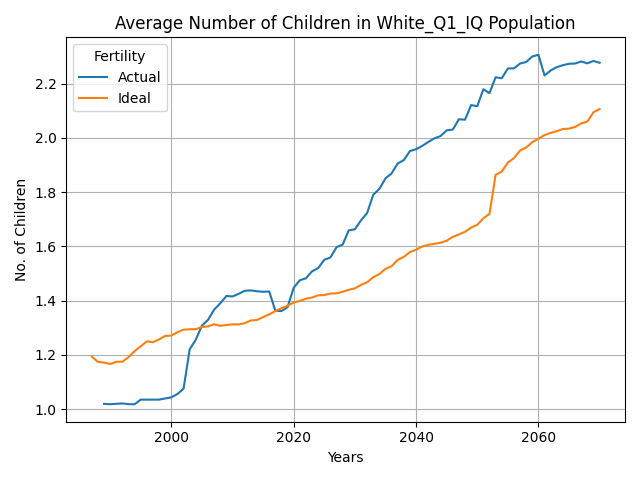 Average Number of Children in White_Q1_IQ Population
Fertility
Actual
Ideal
No. of Children
2.2
2.0
1.8
1.6
1.4
1.2
1.0
2000
2020
2040
2060
Years